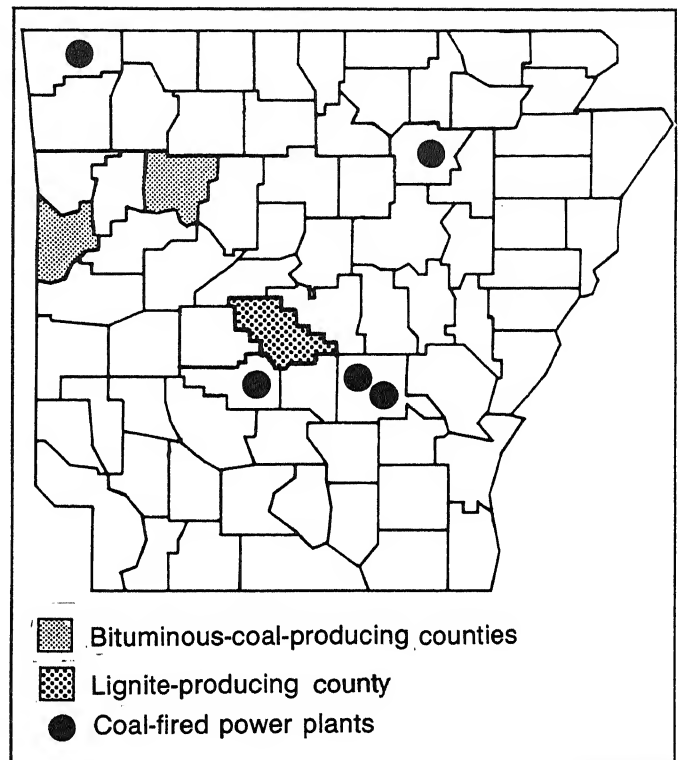 Bituminous-coal-producing counties
Lignite-producing county
Coal-fired power plants